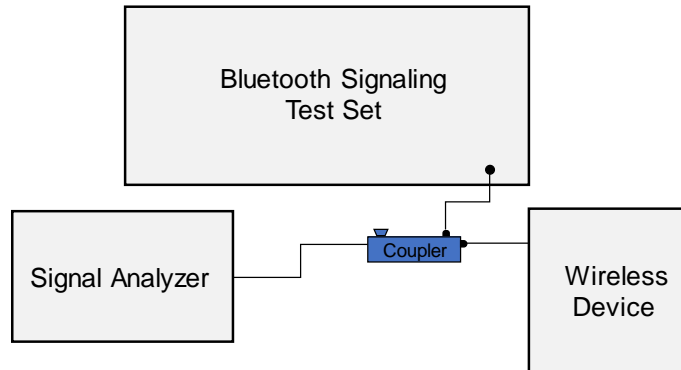 Bluetooth Signaling
Test Set
Coupler
Signal Analyzer
Wireless
Device